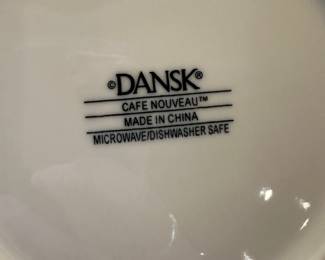 ©DANSK®
CAFE NOUVEAU™
MADE IN CHINA
MICROWAVE/DISHWASHER SAFE